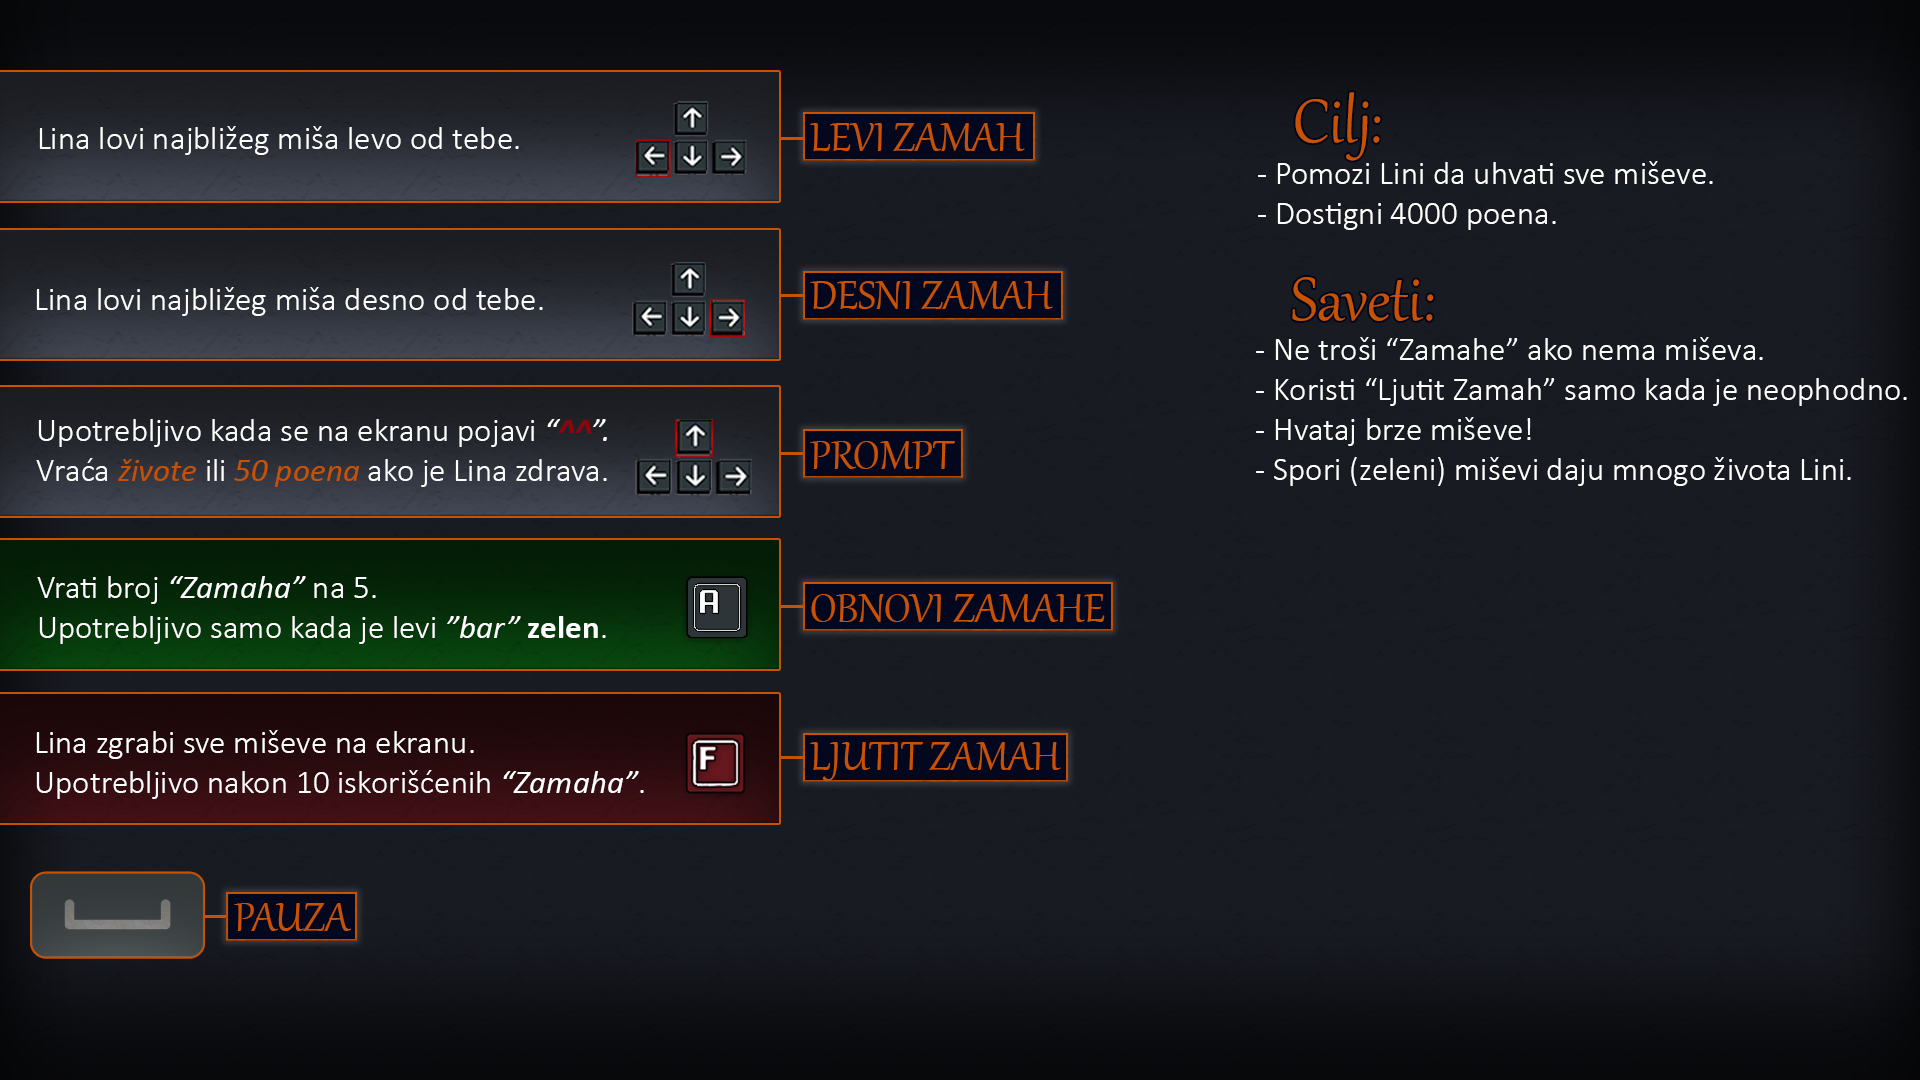 Lina lovi najbližeg miša levo od tebe.
LEVI ZAMAH
Lina lovi najbližeg miša desno od tebe.
DESNI ZAMAH
Upotrebljivo kada se na ekranu pojavi “^^”.
Vraća živote ili 50 poena ako je Lina zdrava.
PROMPT
Vrati broj “Zamaha” na 5.
Upotrebljivo samo kada je levi ”bar” zelen.
A
OBNOVI ZAMAHE
Lina zgrabi sve miševe na ekranu.
Upotrebljivo nakon 10 iskorišćenih “Zamaha”.
F
LJUTIT ZAMAH
PAUZA
Cilj:
- Pomozi Lini da uhvati sve miševe.
- Dostigni 4000 poena.
Saveti:
- Ne troši “Zamahe” ako nema miševa.
- Koristi “Ljutit Zamah” samo kada je neophodno.
- Hvataj brze miševe!
- Spori (zeleni) miševi daju mnogo života Lini.